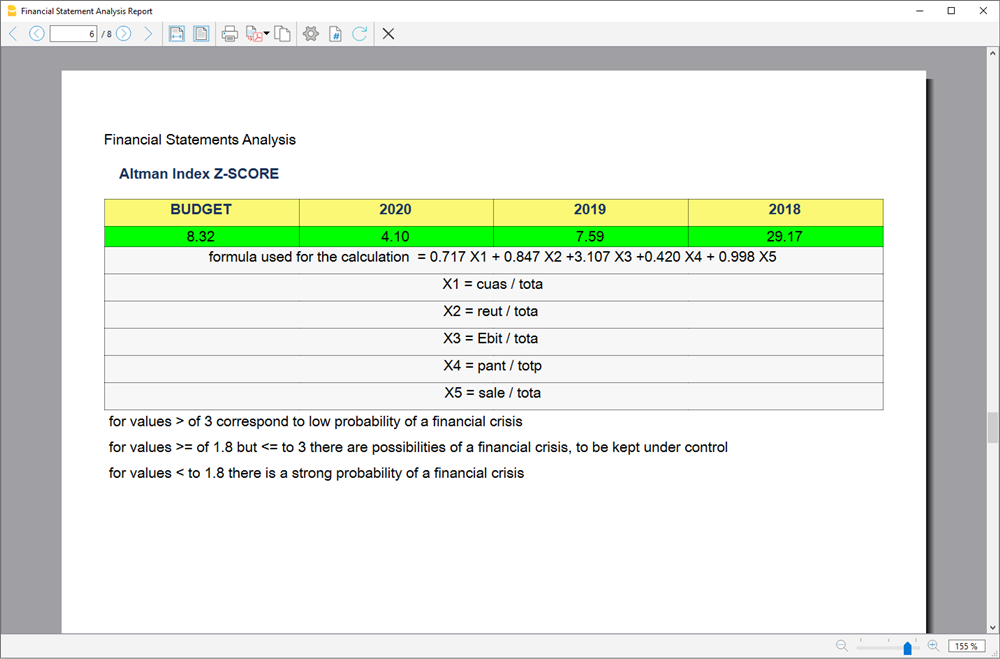 Financial Statement Analysis Report
6 / 8
#
Financial Statements Analysis
Altman Index Z-SCORE
BUDGET 2020 2019 2018
8.32 4.10 7.59 29.17
formula used for the calculation = 0.717 X1 + 0.847 X2 +3.107 X3 +0.420 X4 + 0.998 X5
X1 = cuas / tota
X2 = reut / tota
X3 = Ebit / tota
X4 = pant / totp
X5 = sale / tota
for values > of 3 correspond to low probability of a financial crisis
for values >= of 1.8 but <= to 3 there are possibilities of a financial crisis, to be kept under control
for values < to 1.8 there is a strong probability of a financial crisis
155 %